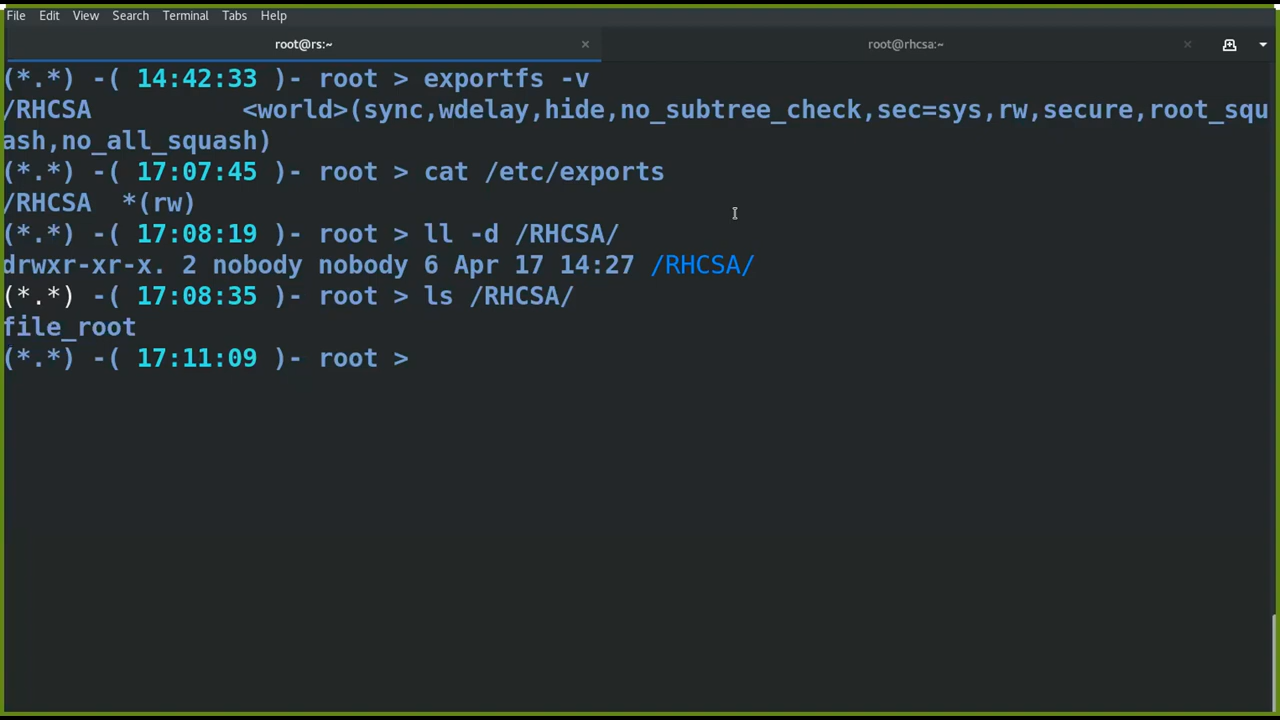 File Edit View Search Terminal Tabs Help
root@rs:~ × root@rhcsa:~ ×
(*.*) -( 14:42:33 )- root > exportfs -v
/RHCSA          <world>(sync,wdelay,hide,no_subtree_check,sec=sys,rw,secure,root_squ
ash,no_all_squash)
(*.*) -( 17:07:45 )- root > cat /etc/exports
/RHCSA  *(rw)
(*.*) -( 17:08:19 )- root > ll -d /RHCSA/
drwxr-xr-x. 2 nobody nobody 6 Apr 17 14:27 /RHCSA/
(*.*) -( 17:08:35 )- root > ls /RHCSA/
file_root
(*.*) -( 17:11:09 )- root >